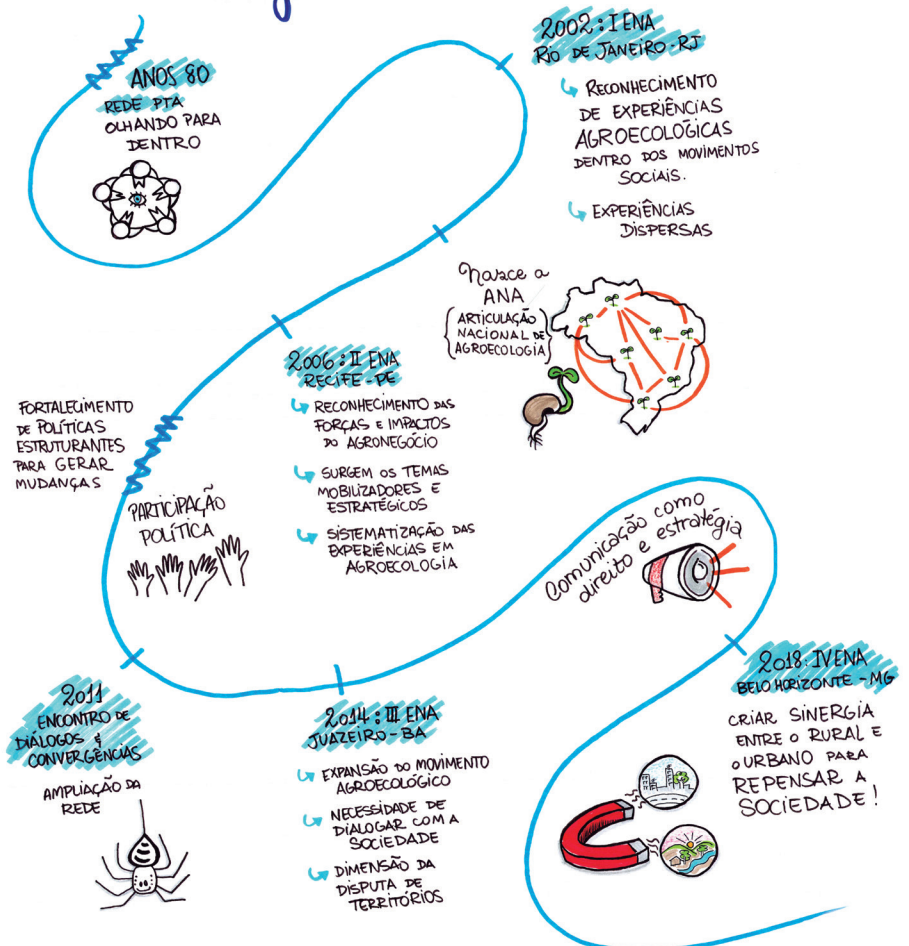 ANOS 80
REDE PTA
OLHANDO PARA
DENTRO
2002: I ENA
RIO DE JANEIRO - RJ
RECONHECIMENTO
DE EXPERIÊNCIAS
AGROECOLÓGICAS
DENTRO DOS MOVIMENTOS
SOCIAIS.
EXPERIÊNCIAS
DISPERSAS
Nasce a
ANA
(ARTICULAÇÃO
NACIONAL DE
AGROECOLOGIA)
2006: II ENA
RECIFE - PE
RECONHECIMENTO DAS
FORÇAS E IMPACTOS
DO AGRONEGÓCIO
SURGEM OS TEMAS
MOBILIZADORES E
ESTRATÉGICOS
SISTEMATIZAÇÃO DAS
EXPERIÊNCIAS EM
AGROECOLOGIA
FORTALECIMENTO
DE POLÍTICAS
ESTRUTURANTES
PARA GERAR
MUDANÇAS
PARTICIPAÇÃO
POLÍTICA
2011
ENCONTRO DE
DIÁLOGOS &
CONVERGÊNCIAS
AMPLIAÇÃO DA
REDE
2014: III ENA
JUAZEIRO - BA
EXPANSÃO DO MOVIMENTO
AGROECOLÓGICO
NECESSIDADE DE
DIALOGAR COM A
SOCIEDADE
DIMENSÃO DA
DISPUTA DE
TERRITÓRIOS
Comunicação como
direito e estratégia
2018: IV ENA
BELO HORIZONTE - MG
CRIAR SINERGIA
ENTRE O RURAL E
O URBANO PARA
REPENSAR A
SOCIEDADE!